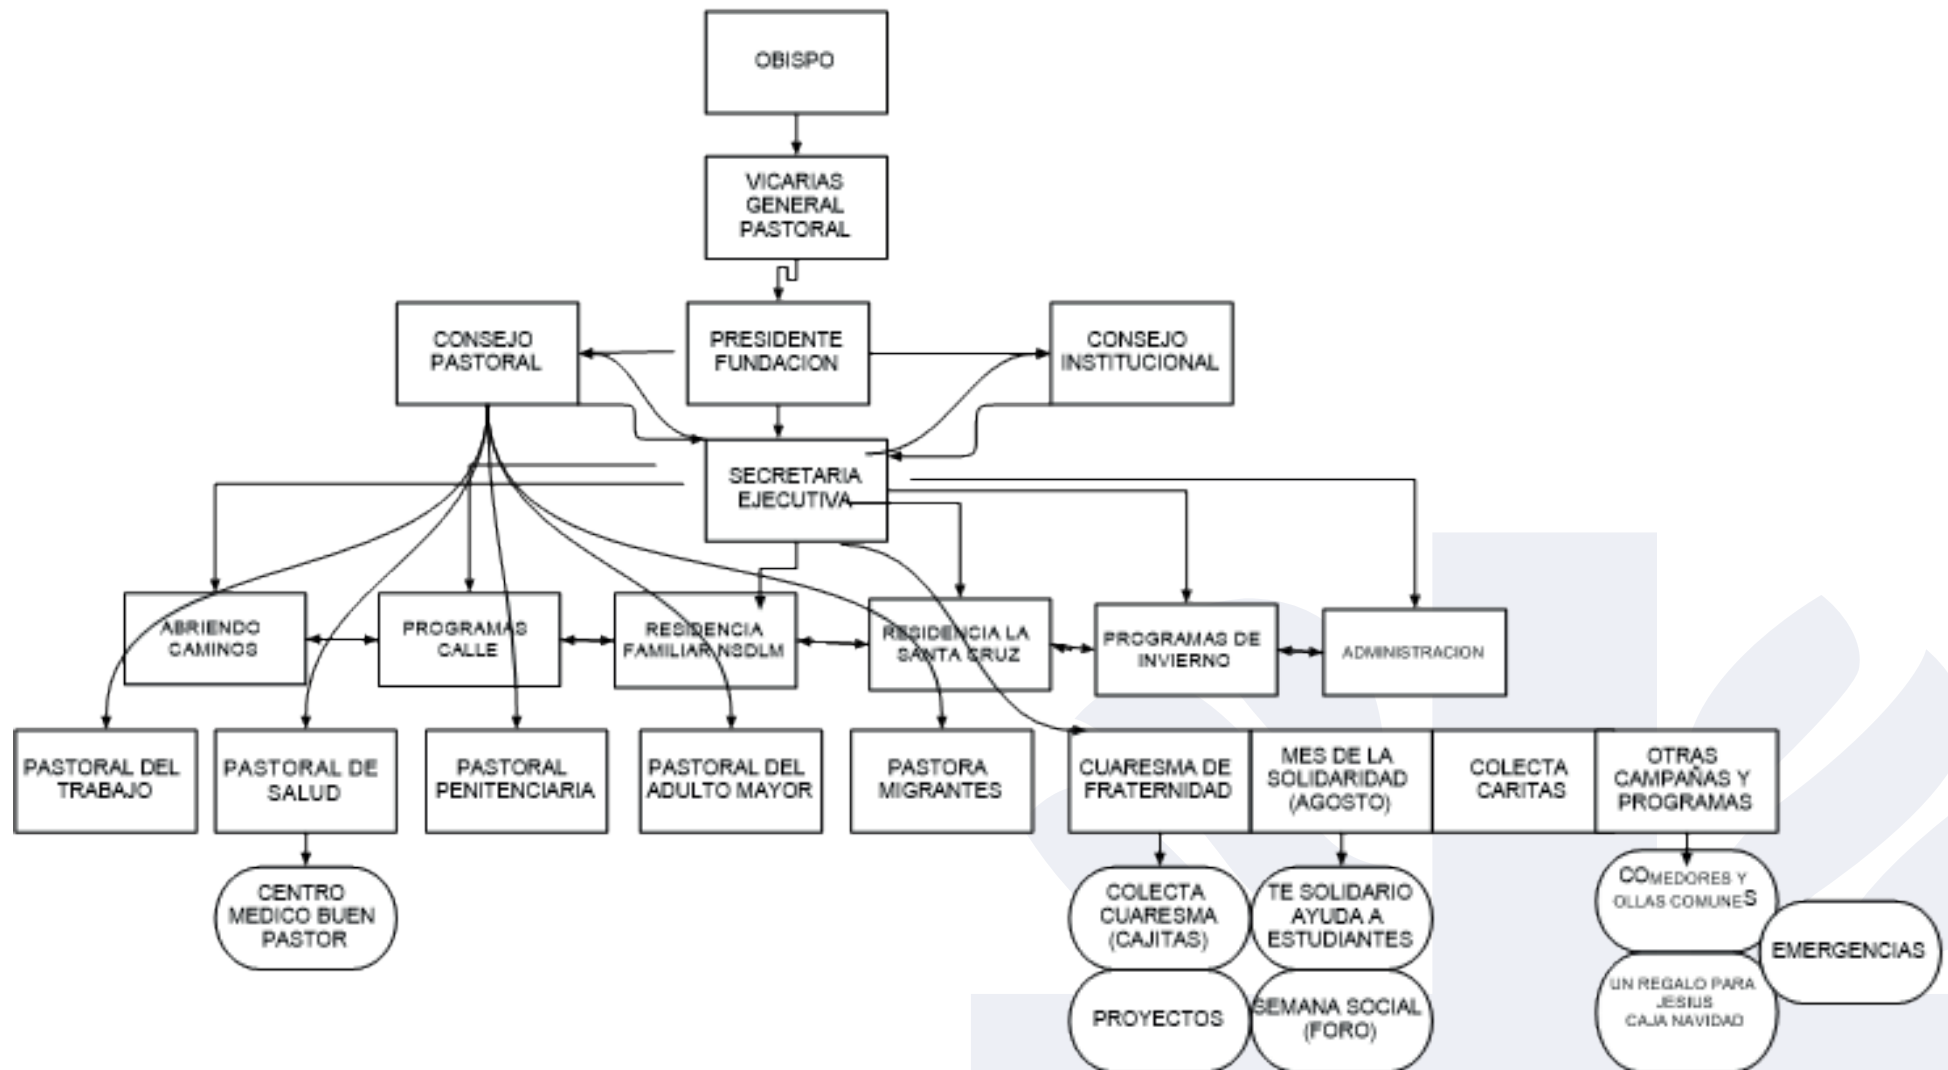 OBISPO
VICARIAS
GENERAL
PASTORAL
CONSEJO
PASTORAL
PRESIDENTE
FUNDACION
CONSEJO
INSTITUCIONAL
SECRETARIA
EJECUTIVA
ABRIENDO
CAMINOS
PROGRAMAS
CALLE
RESIDENCIA
FAMILIAR NSDLM
RESIDENCIA LA
SANTA CRUZ
PROGRAMAS DE
INVIERNO
ADMINISTRACION
PASTORAL DEL
TRABAJO
PASTORAL DE
SALUD
PASTORAL
PENITENCIARIA
PASTORAL DEL
ADULTO MAYOR
PASTORA
MIGRANTES
CUARESMA DE
FRATERNIDAD
MES DE LA
SOLIDARIDAD
(AGOSTO)
COLECTA
CARITAS
OTRAS
CAMPAÑAS Y
PROGRAMAS
CENTRO
MEDICO BUEN
PASTOR
COLECTA
CUARESMA
(CAJITAS)
TE SOLIDARIO
AYUDA A
ESTUDIANTES
COMEDORES Y
OLLAS COMUNES
EMERGENCIAS
PROYECTOS
SEMANA SOCIAL
(FORO)
UN REGALO PARA
JESIUS
CAJA NAVIDAD